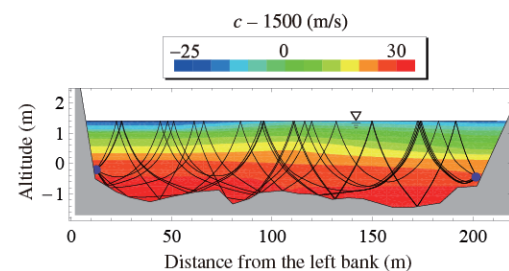 c – 1500 (m/s)
−25 0 30
Altitude (m)
2
1
0
−1
0 50 100 150 200
Distance from the left bank (m)